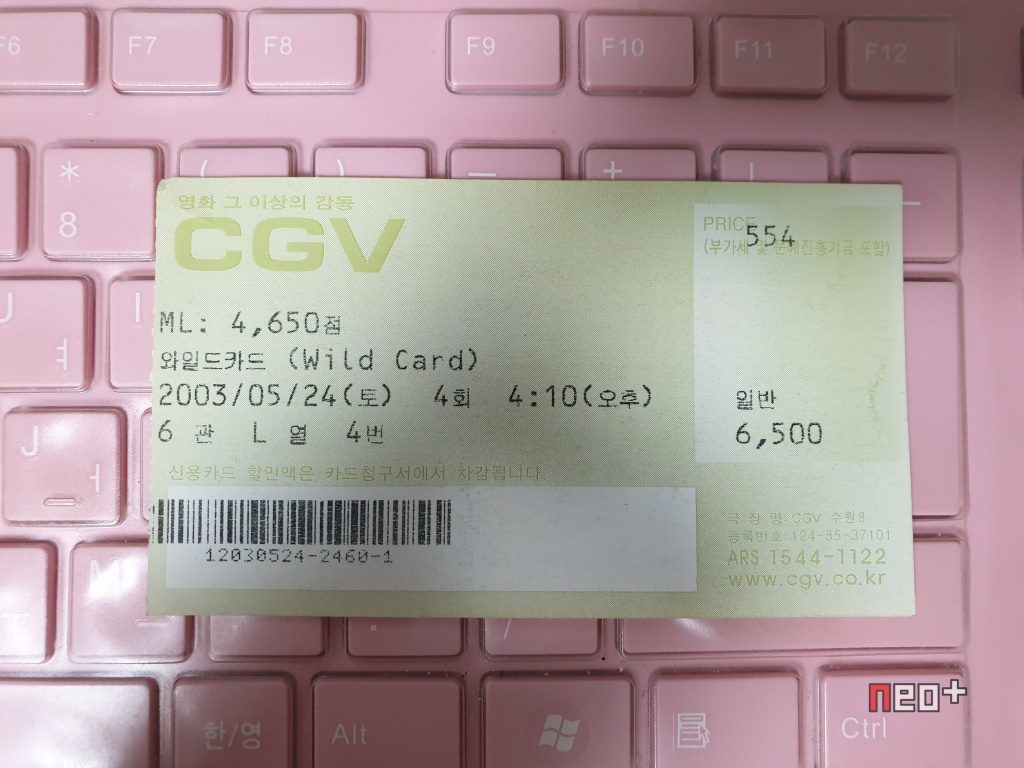 F6 F7 F8 F9 F10 F11 F12
* ( ) — + |
8
영화 그 이상의 감동
CGV
PRICE
554
(부가세 및 문예진흥기금 포함)
ML: 4,650점
와일드카드 (Wild Card)
2003/05/24(토) 4회 4:10(오후)
일반
6 관 L 열 4번
6,500
신용카드 할인액은 카드청구서에서 차감됩니다.
12030524-2460-1
극 장 명: CGV 수원8
등록번호: 124-85-37101
ARS 1544-1122
www.cgv.co.kr
U ㅕ I
J ㅓ
M
. /
한/영 Alt Ctrl
neo+